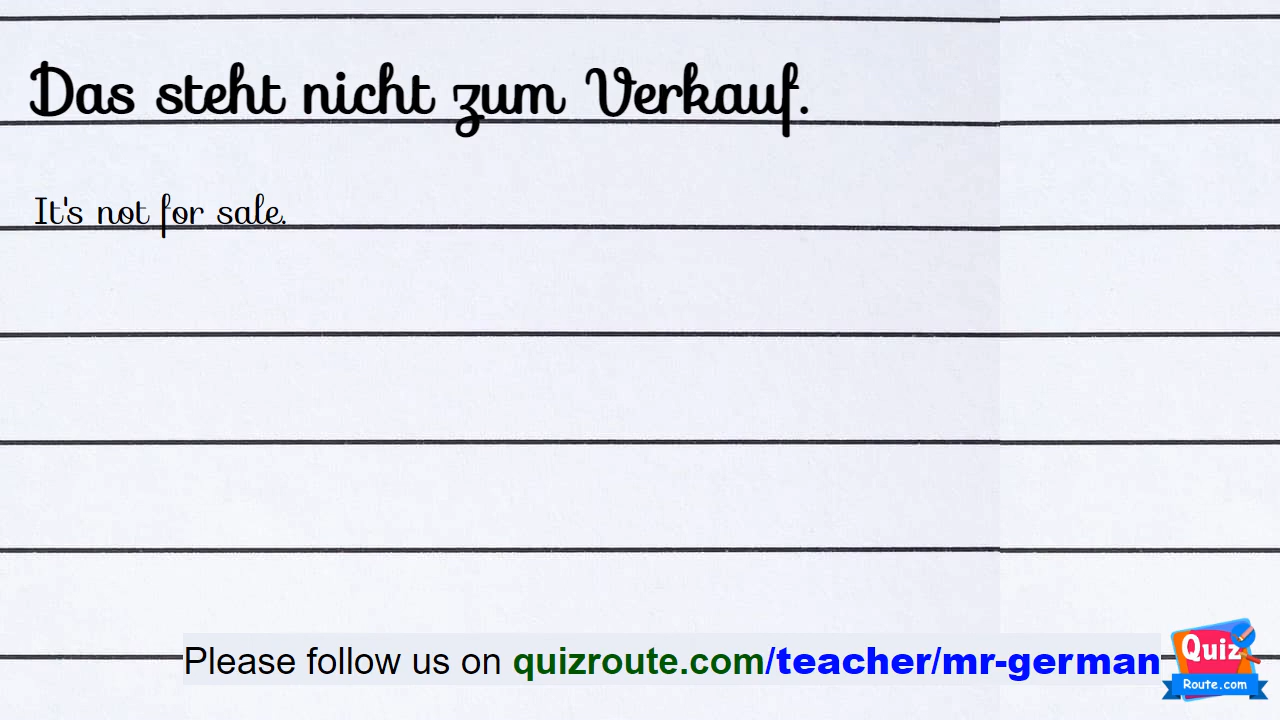 Das steht nicht zum Verkauf.
It's not for sale.
Please follow us on quizroute.com/teacher/mr-german
Quiz
Route.com